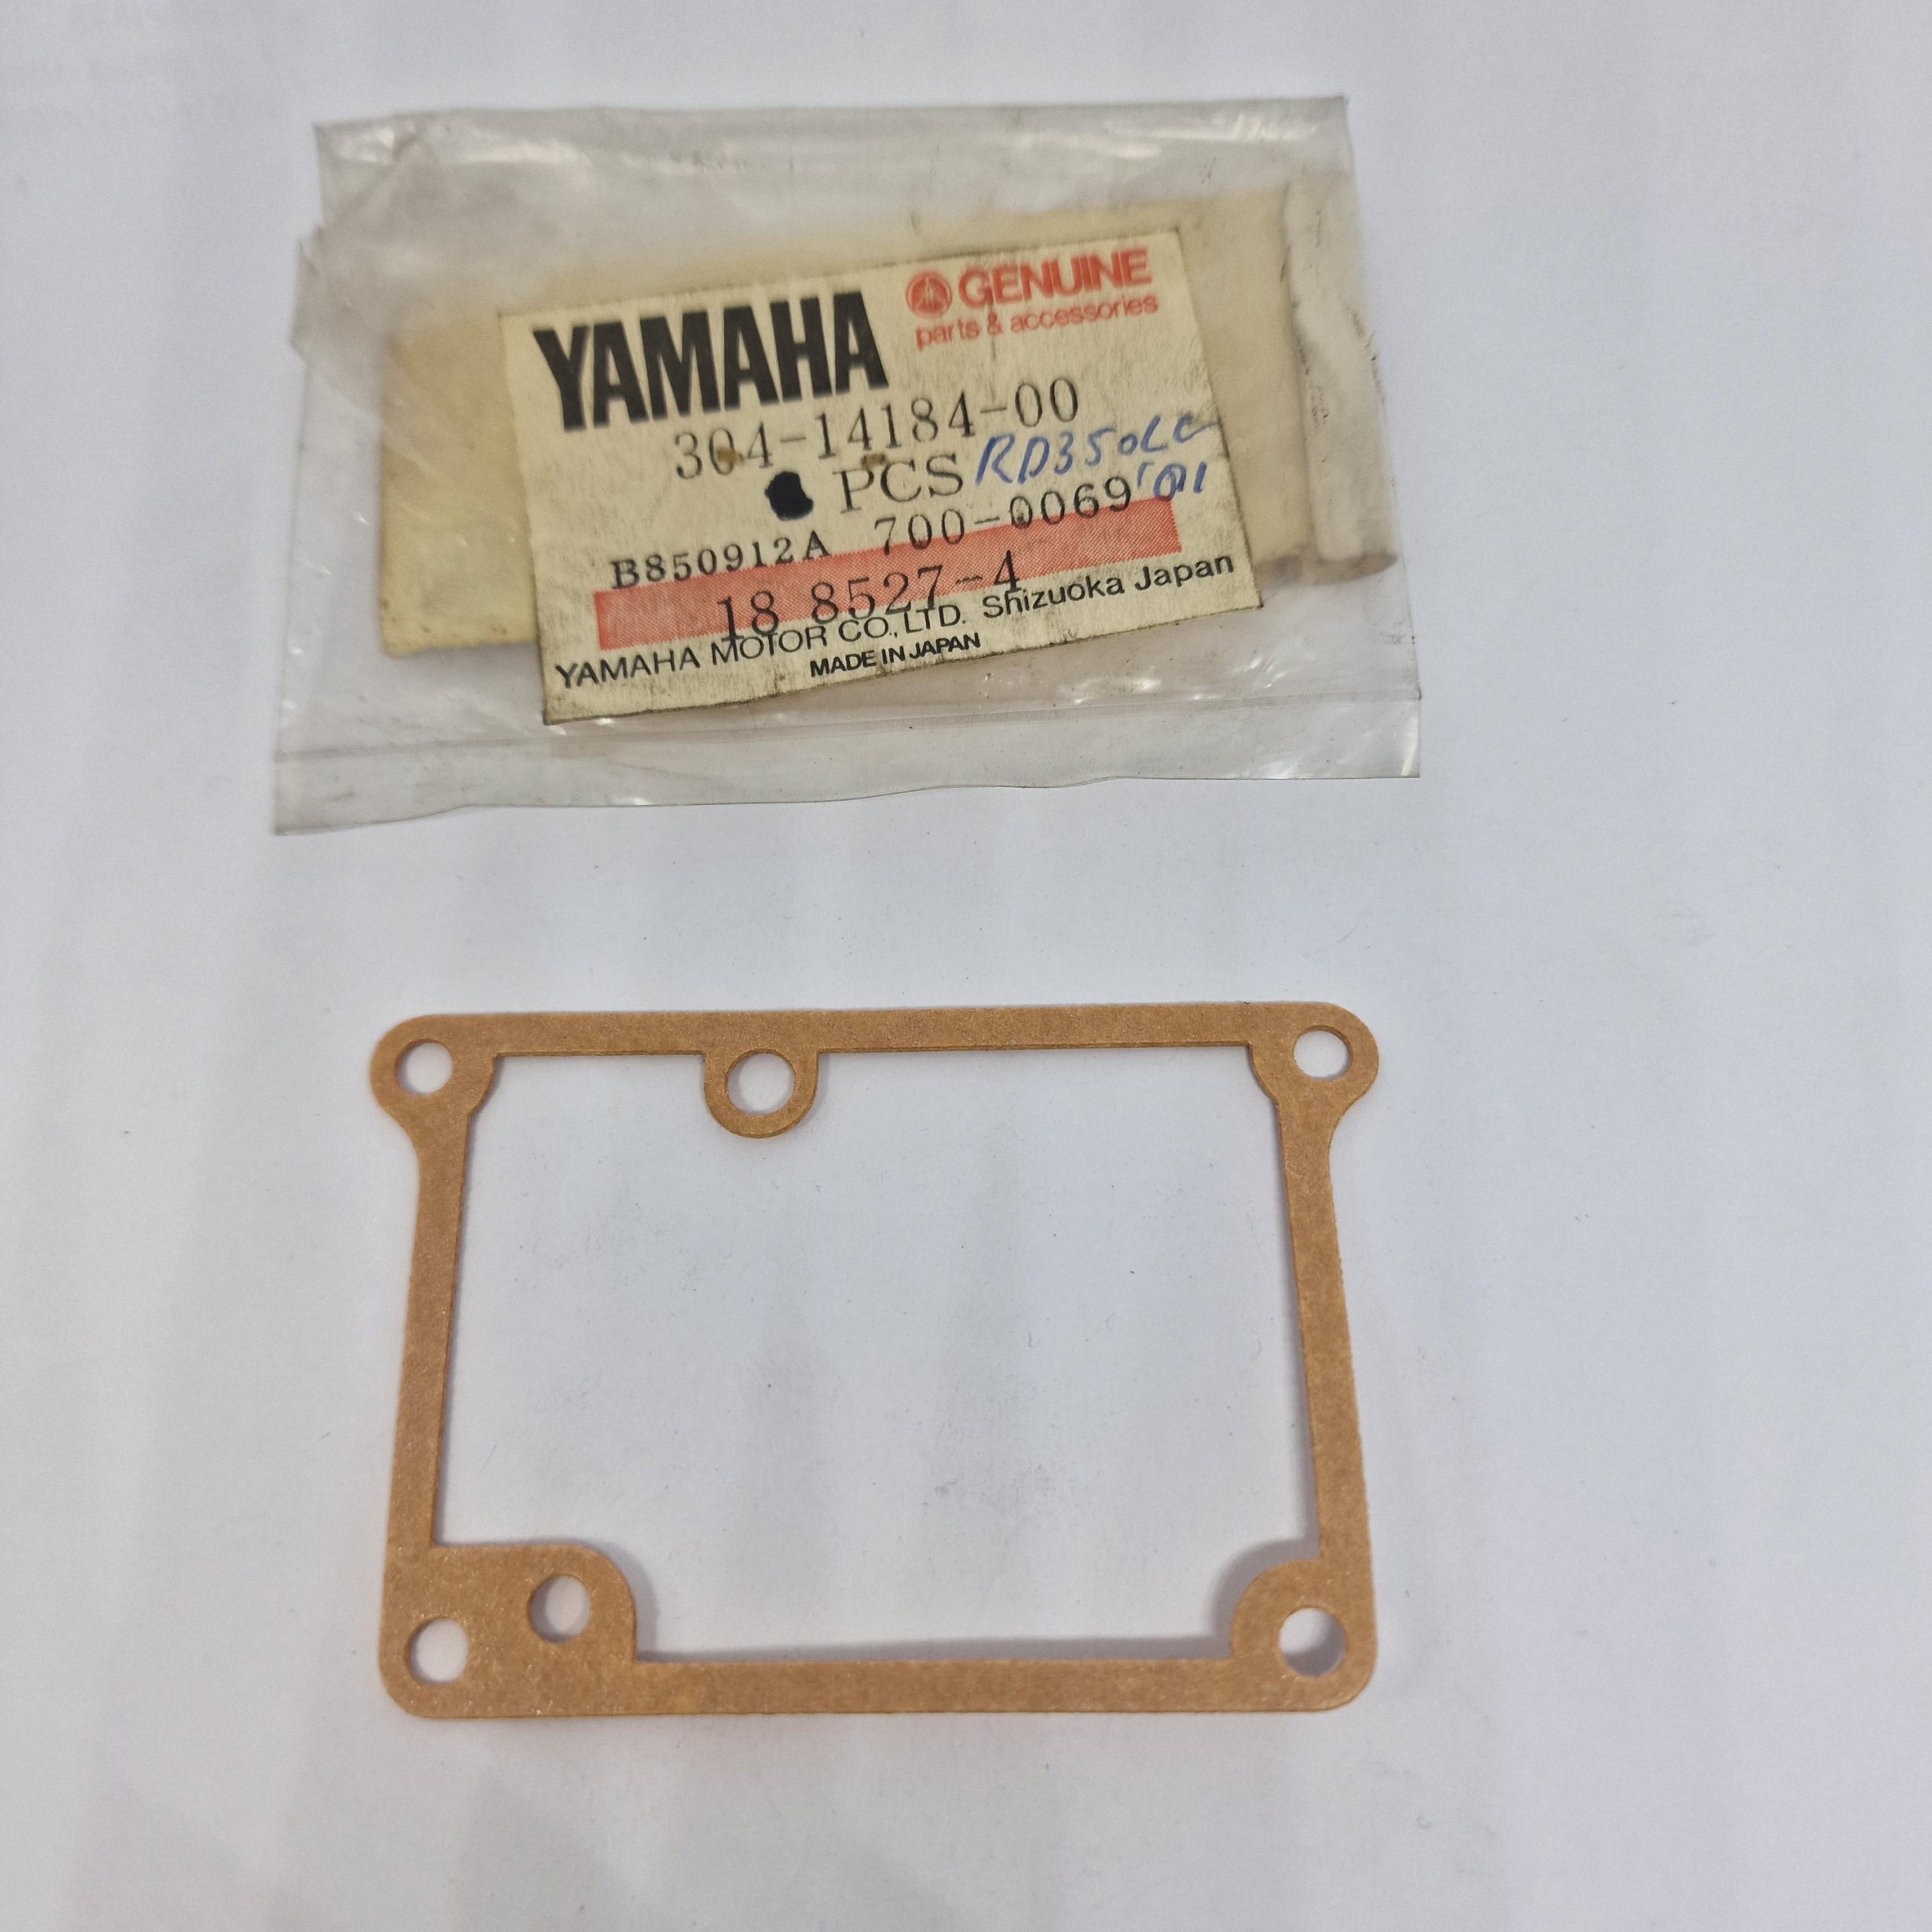 YAMAHA
GENUINE
parts & accessories
304-14184-00
PCS RD350LC
B850912A 700-0069
18 8527-4
YAMAHA MOTOR CO., LTD. Shizuoka Japan
MADE IN JAPAN